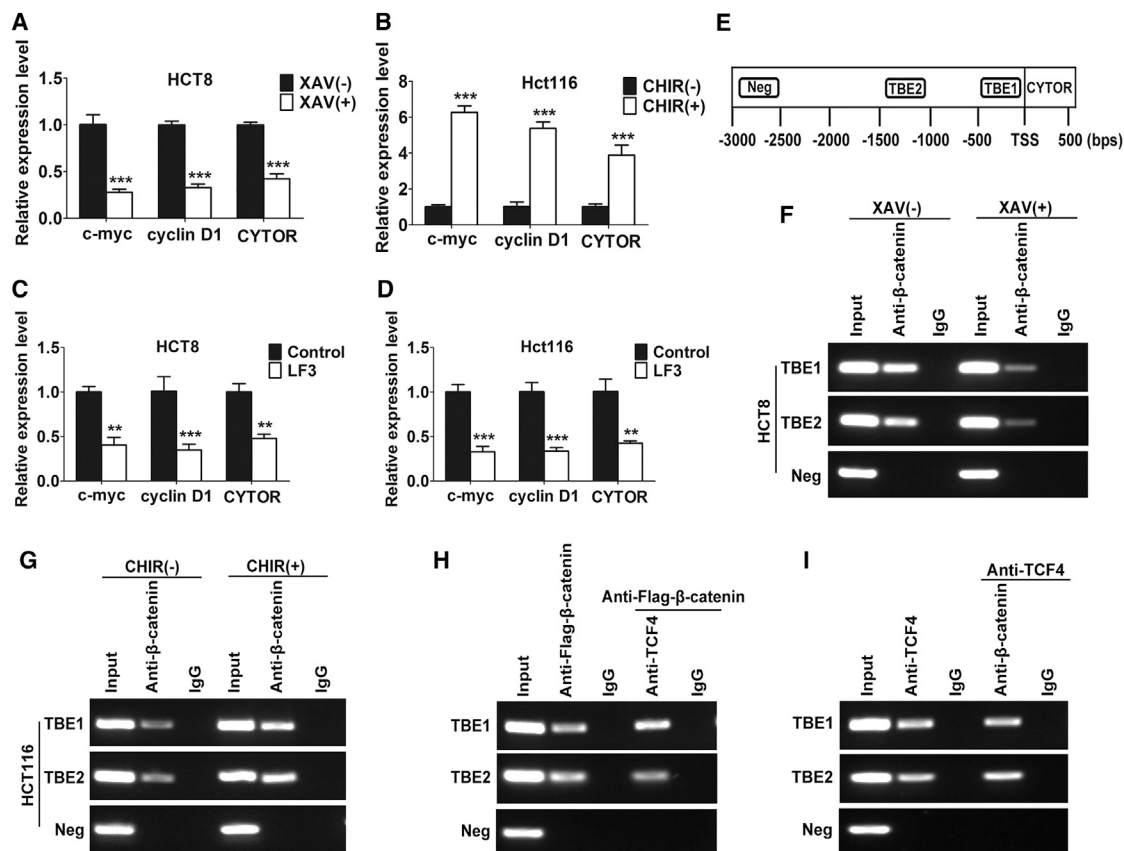 A
HCT8
XAV(-)
XAV(+)
Relative expression level
1.5
1.0
0.5
0.0
***
***
***
c-myc
cyclin D1
CYTOR
B
Hct116
CHIR(-)
CHIR(+)
Relative expression level
8
6
4
2
0
***
***
***
c-myc
cyclin D1
CYTOR
E
Neg
TBE2
TBE1
CYTOR
-3000
-2000
-1500
-1000
-500
TSS
500
(bps)
C
HCT8
Control
LF3
Relative expression level
1.5
1.0
0.5
0.0
**
***
**
c-myc
cyclin D1
CYTOR
D
Hct116
Control
LF3
Relative expression level
1.5
1.0
0.5
0.0
***
***
**
c-myc
cyclin D1
CYTOR
F
XAV(-)
XAV(+)
Input
Anti-β-catenin
IgG
Input
Anti-β-catenin
IgG
HCT8
TBE1
TBE2
Neg
G
CHIR(-)
CHIR(+)
Input
Anti-β-catenin
IgG
Input
Anti-β-catenin
IgG
HCT116
TBE1
TBE2
Neg
H
Anti-Flag-β-catenin
Input
Anti-Flag-β-catenin
IgG
Anti-TCF4
IgG
TBE1
TBE2
Neg
I
Anti-TCF4
Input
Anti-TCF4
IgG
Anti-β-catenin
IgG
TBE1
TBE2
Neg